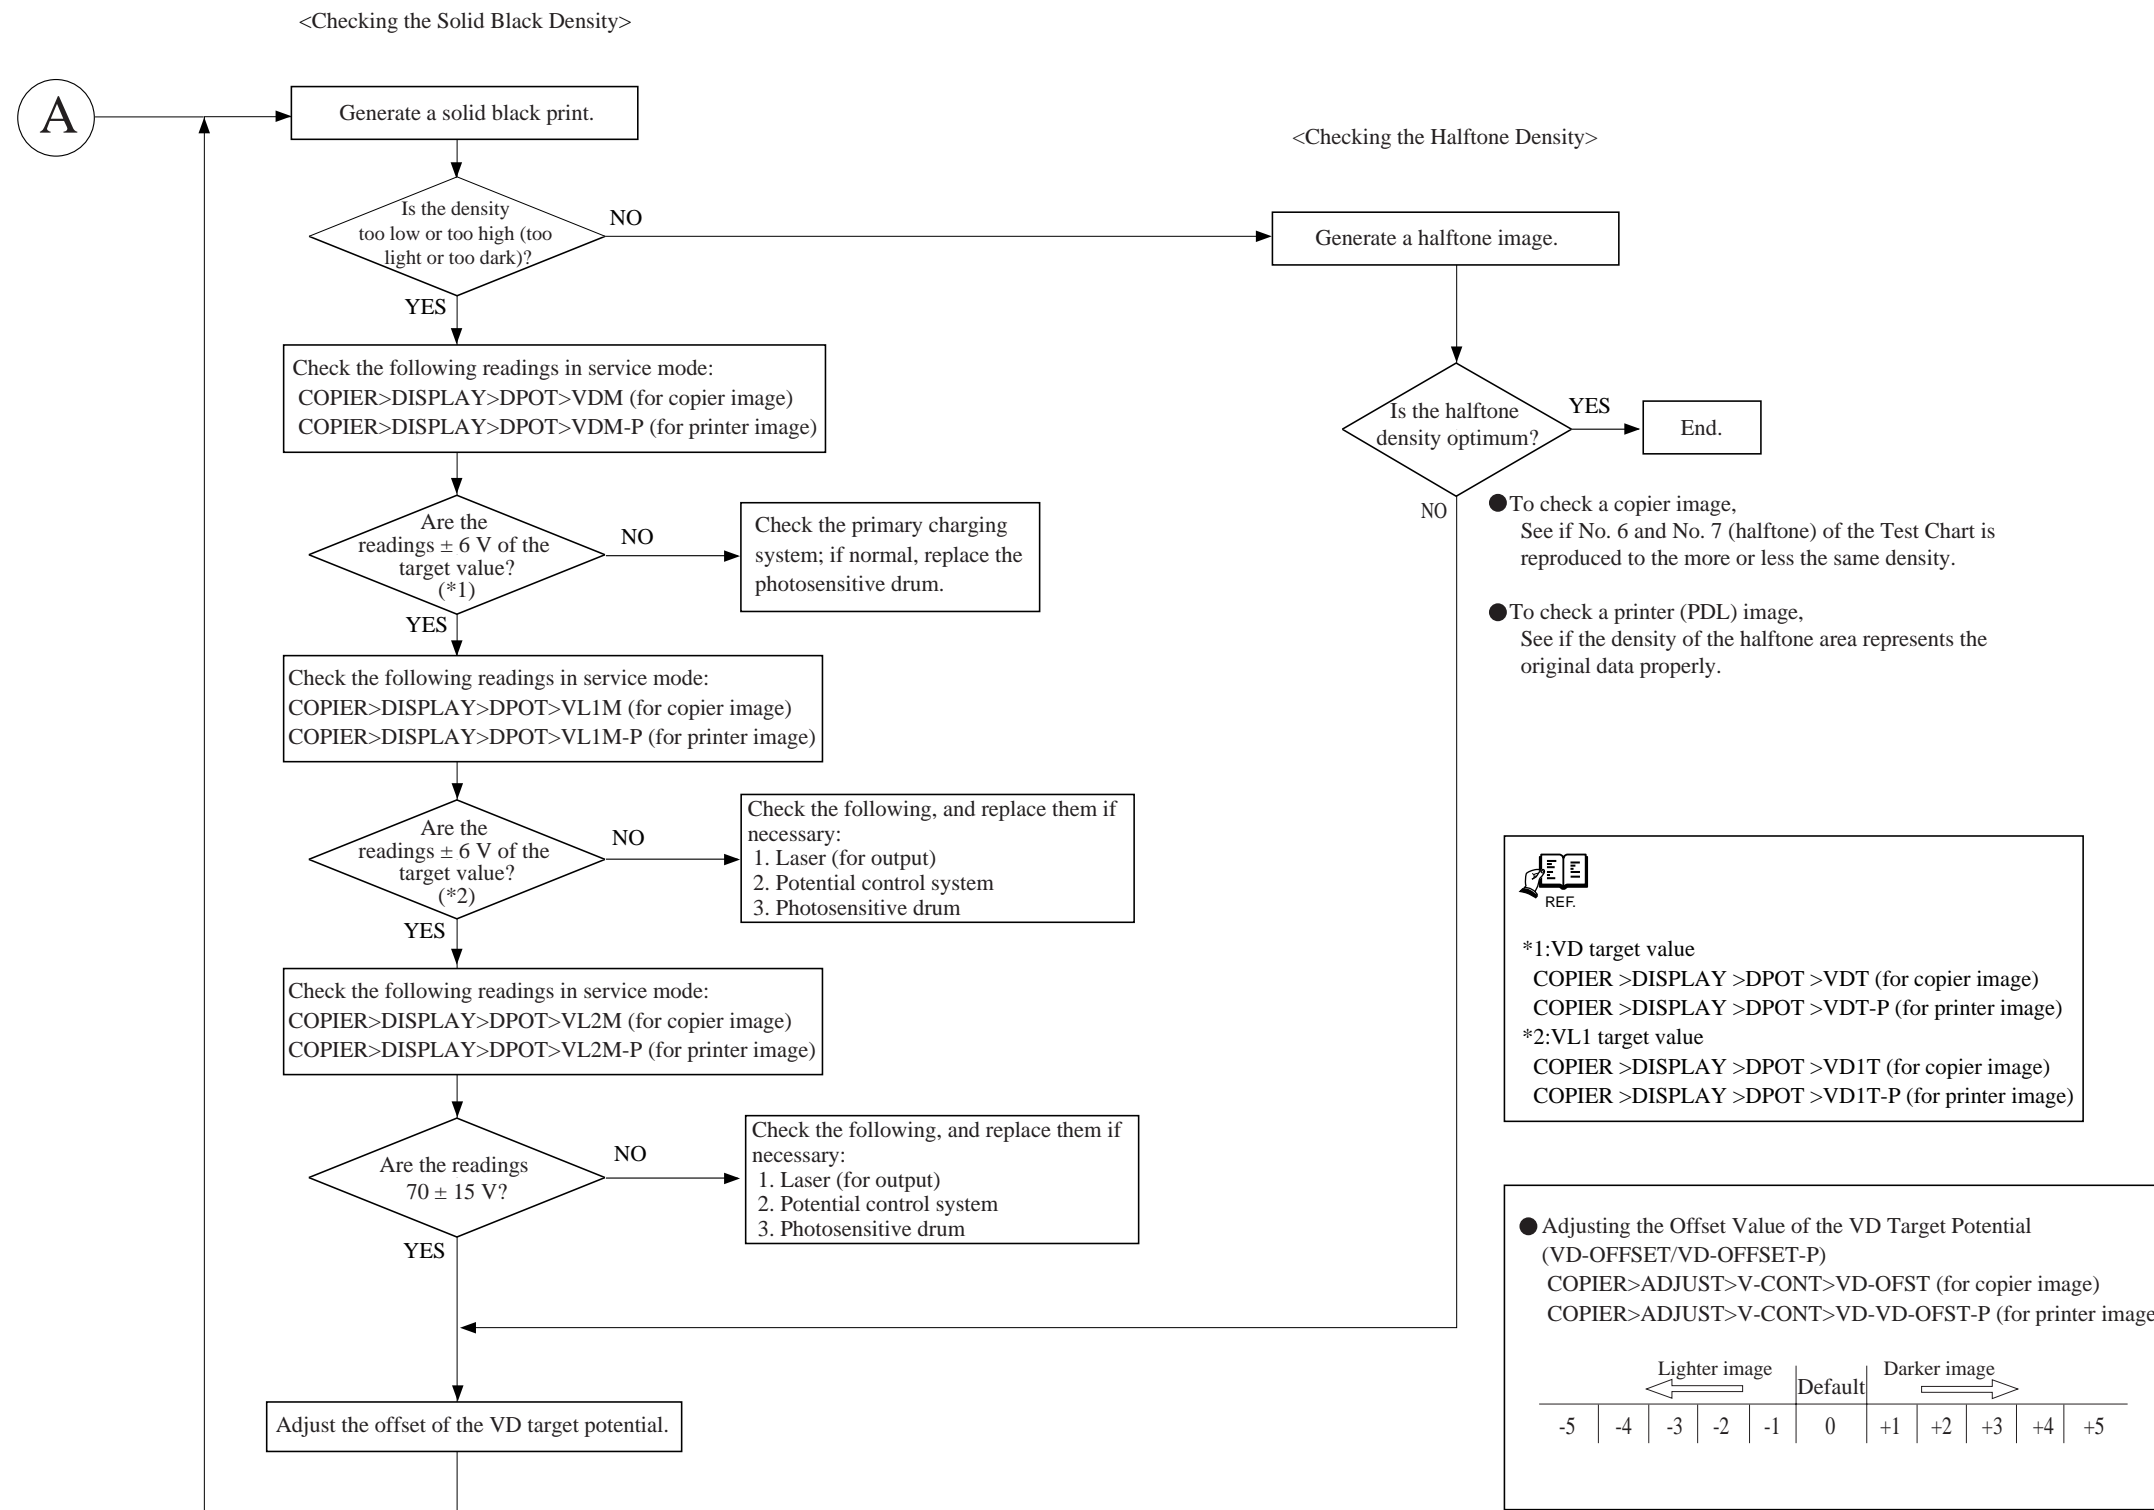 <Checking the Solid Black Density>
A
Generate a solid black print.
Is the density
too low or too high (too
light or too dark)?
NO
YES
Check the following readings in service mode:
COPIER>DISPLAY>DPOT>VDM (for copier image)
COPIER>DISPLAY>DPOT>VDM-P (for printer image)
Are the
readings ± 6 V of the
target value?
(*1)
NO
Check the primary charging
system; if normal, replace the
photosensitive drum.
YES
Check the following readings in service mode:
COPIER>DISPLAY>DPOT>VL1M (for copier image)
COPIER>DISPLAY>DPOT>VL1M-P (for printer image)
Are the
readings ± 6 V of the
target value?
(*2)
NO
Check the following, and replace them if
necessary:
1. Laser (for output)
2. Potential control system
3. Photosensitive drum
YES
Check the following readings in service mode:
COPIER>DISPLAY>DPOT>VL2M (for copier image)
COPIER>DISPLAY>DPOT>VL2M-P (for printer image)
Are the readings
70 ± 15 V?
NO
Check the following, and replace them if
necessary:
1. Laser (for output)
2. Potential control system
3. Photosensitive drum
YES
Adjust the offset of the VD target potential.
<Checking the Halftone Density>
Generate a halftone image.
Is the halftone
density optimum?
YES
End.
NO
●To check a copier image,
See if No. 6 and No. 7 (halftone) of the Test Chart is
reproduced to the more or less the same density.
●To check a printer (PDL) image,
See if the density of the halftone area represents the
original data properly.
REF.
*1:VD target value
COPIER >DISPLAY >DPOT >VDT (for copier image)
COPIER >DISPLAY >DPOT >VDT-P (for printer image)
*2:VL1 target value
COPIER >DISPLAY >DPOT >VD1T (for copier image)
COPIER >DISPLAY >DPOT >VD1T-P (for printer image)
● Adjusting the Offset Value of the VD Target Potential
(VD-OFFSET/VD-OFFSET-P)
COPIER>ADJUST>V-CONT>VD-OFST (for copier image)
COPIER>ADJUST>V-CONT>VD-VD-OFST-P (for printer image
Lighter image Default Darker image
-5 -4 -3 -2 -1 0 +1 +2 +3 +4 +5